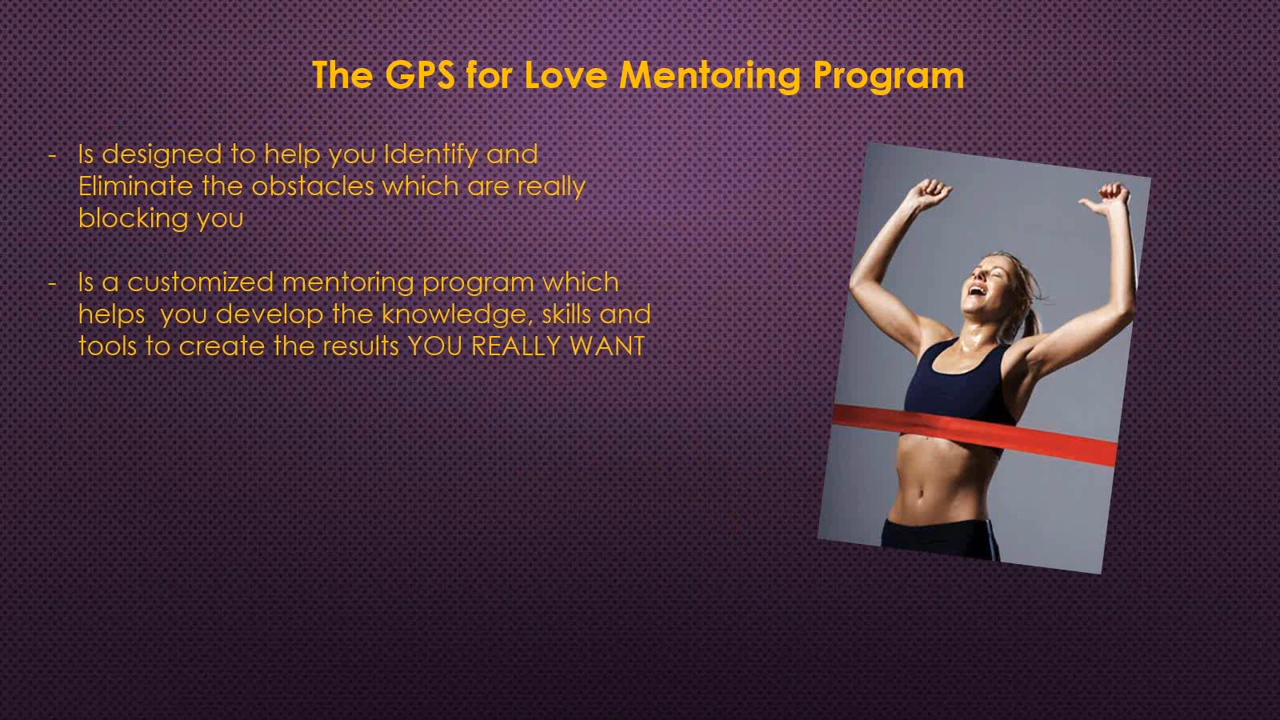 The GPS for Love Mentoring Program
- Is designed to help you Identify and
Eliminate the obstacles which are really
blocking you
- Is a customized mentoring program which
helps  you develop the knowledge, skills and
tools to create the results YOU REALLY WANT